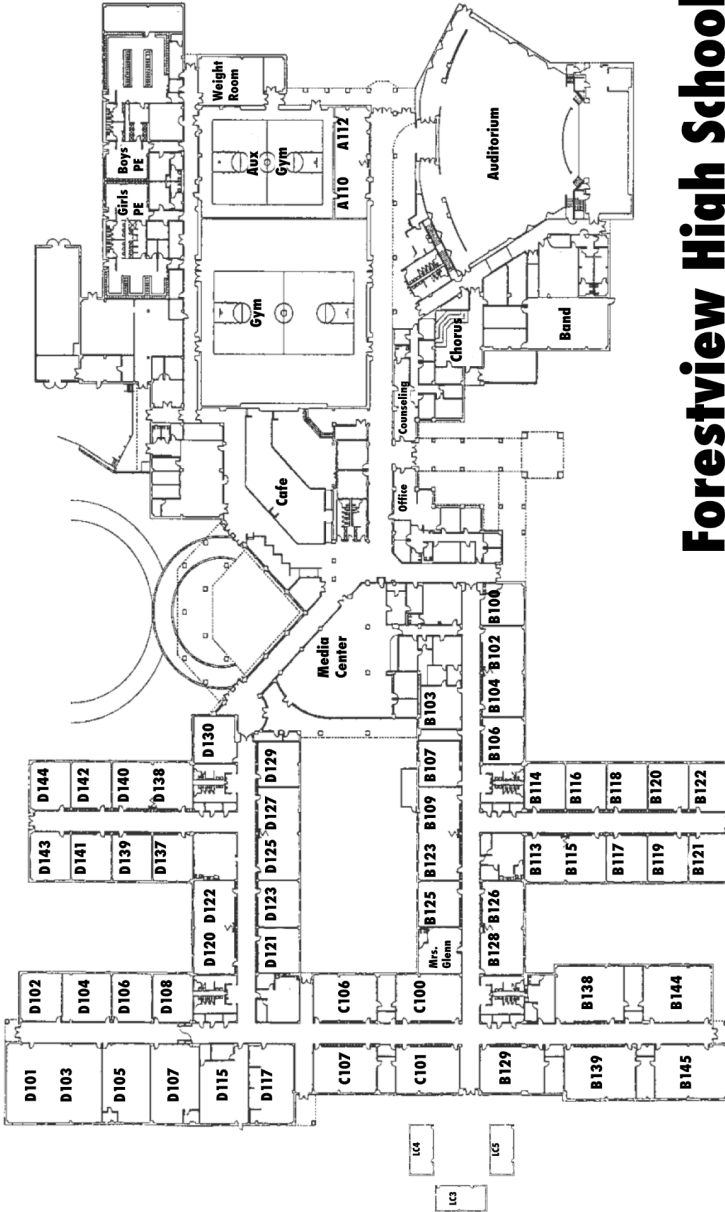 Forestview High School
Weight
Room
Boys
PE
Girls
PE
Aux
Gym
A112
A110
Gym
Auditorium
Chorus
Band
Counseling
Office
Cafe
Media
Center
B100
B102
B104
B106
B103
B107
B109
B123
B125
Mrs.
Glenn
B114
B116
B118
B120
B122
B113
B115
B117
B119
B121
B126
B128
B138
B144
B129
B139
B145
C106
C100
C107
C101
D130
D129
D127
D125
D123
D121
D144
D142
D140
D138
D143
D141
D139
D137
D122
D120
D102
D104
D106
D108
D101
D103
D105
D107
D115
D117
LC4
LC5
LC3